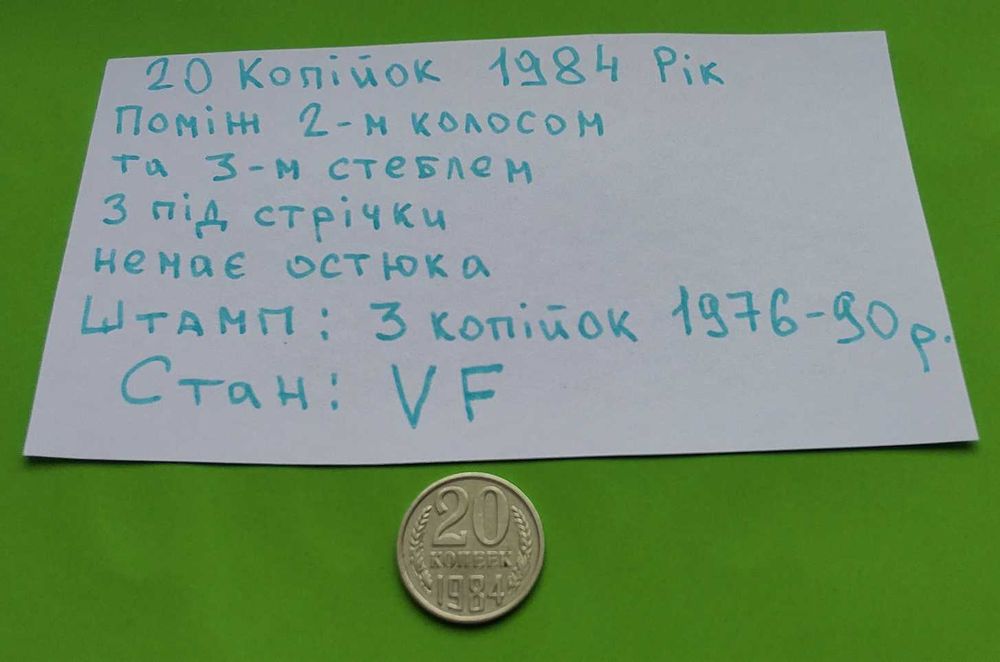 20 Копійок 1984 Рік
Поміж 2-м колосом
та 3-м стеблем
З під стрічки
немає остюка
Штамп: 3 копійок 1976-90 р.
Стан: VF
20
КОПЕЕК
1984